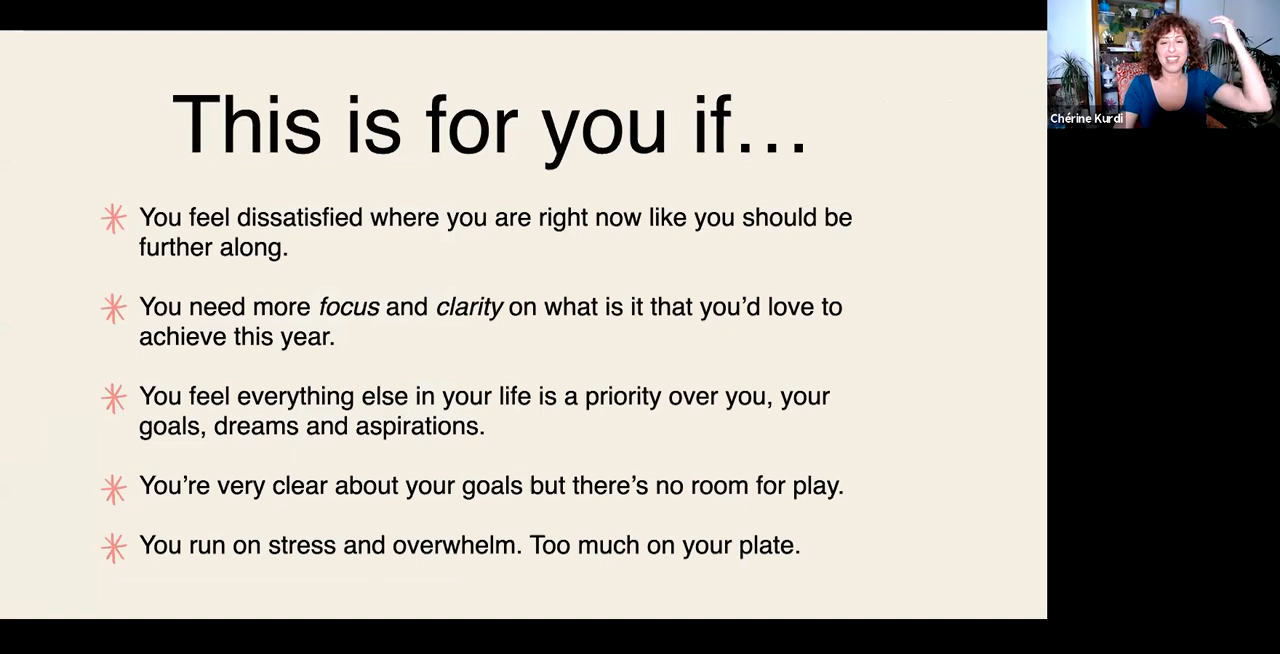 This is for you if…
You feel dissatisfied where you are right now like you should be
further along.
You need more focus and clarity on what is it that you’d love to
achieve this year.
You feel everything else in your life is a priority over you, your
goals, dreams and aspirations.
You’re very clear about your goals but there’s no room for play.
You run on stress and overwhelm. Too much on your plate.
Chérine Kurdi